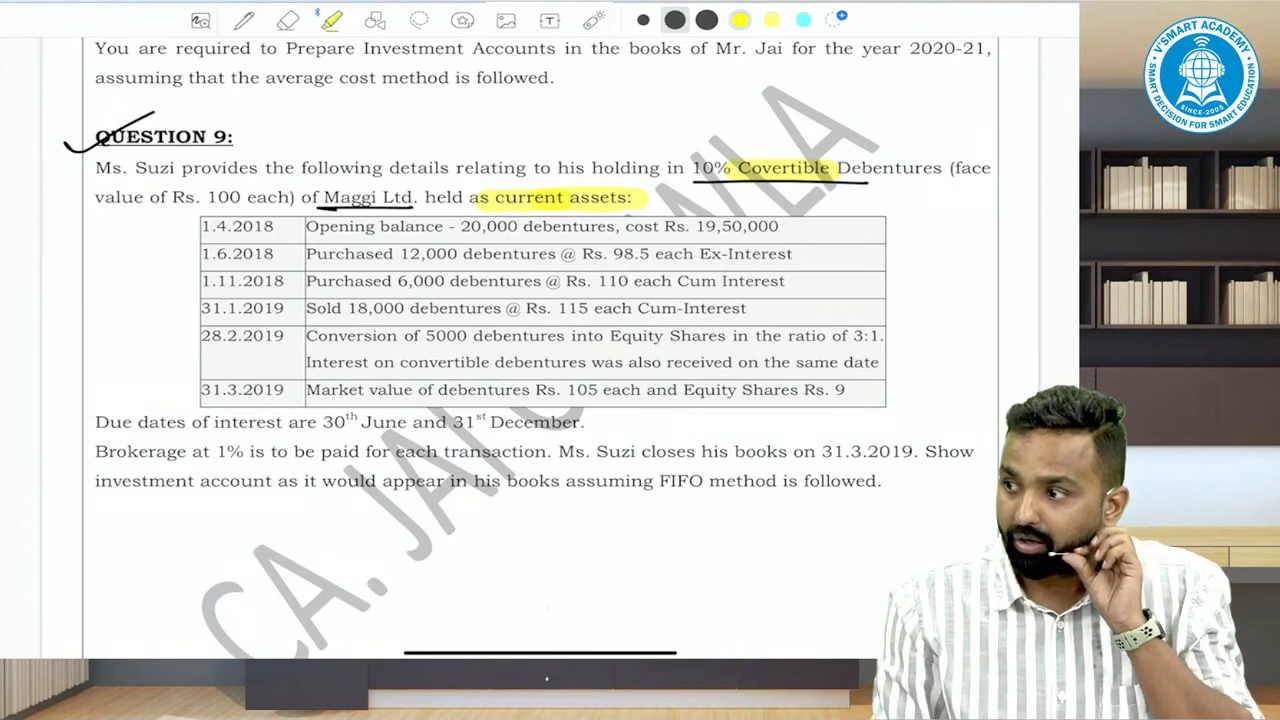 You are required to Prepare Investment Accounts in the books of Mr. Jai for the year 2020-21,
assuming that the average cost method is followed.
QUESTION 9:
Ms. Suzi provides the following details relating to his holding in 10% Covertible Debentures (face
value of Rs. 100 each) of Maggi Ltd. held as current assets:
1.4.2018 Opening balance - 20,000 debentures, cost Rs. 19,50,000
1.6.2018 Purchased 12,000 debentures @ Rs. 98.5 each Ex-Interest
1.11.2018 Purchased 6,000 debentures @ Rs. 110 each Cum Interest
31.1.2019 Sold 18,000 debentures @ Rs. 115 each Cum-Interest
28.2.2019 Conversion of 5000 debentures into Equity Shares in the ratio of 3:1.
Interest on convertible debentures was also received on the same date
31.3.2019 Market value of debentures Rs. 105 each and Equity Shares Rs. 9
Due dates of interest are 30th June and 31st December.
Brokerage at 1% is to be paid for each transaction. Ms. Suzi closes his books on 31.3.2019. Show
investment account as it would appear in his books assuming FIFO method is followed.
V'SMART ACADEMY
SINCE-2005
SMART DECISION FOR SMART EDUCATION